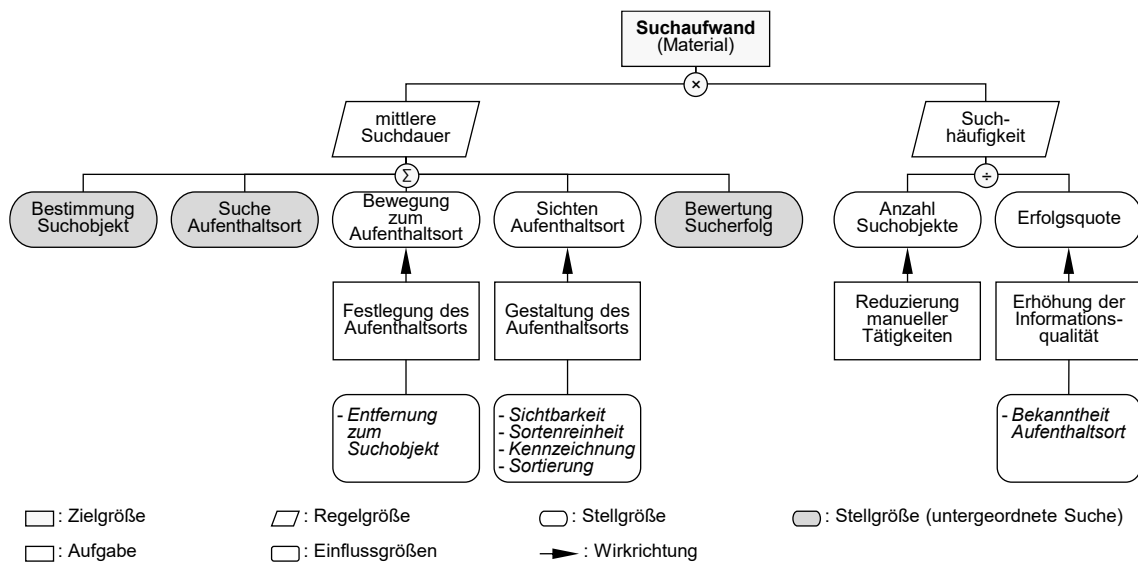 Suchaufwand
(Material)
×
mittlere
Suchdauer
Such-
häufigkeit
Σ
÷
Bestimmung
Suchobjekt
Suche
Aufenthaltsort
Bewegung
zum
Aufenthaltsort
Sichten
Aufenthaltsort
Bewertung
Sucherfolg
Anzahl
Suchobjekte
Erfolgsquote
Festlegung des
Aufenthaltsorts
Gestaltung des
Aufenthaltsorts
Reduzierung
manueller
Tätigkeiten
Erhöhung der
Informations-
qualität
- Entfernung
zum
Suchobjekt
- Sichtbarkeit
- Sortenreinheit
- Kennzeichnung
- Sortierung
- Bekanntheit
Aufenthaltsort
: Zielgröße
: Regelgröße
: Stellgröße
: Stellgröße (untergeordnete Suche)
: Aufgabe
: Einflussgrößen
: Wirkrichtung